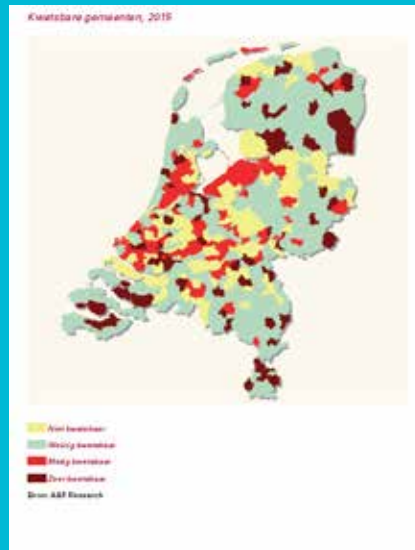 Kwetsbare gemeenten, 2015
Niet kwetsbaar
Weinig kwetsbaar
Matig kwetsbaar
Zeer kwetsbaar
Bron: ABF Research